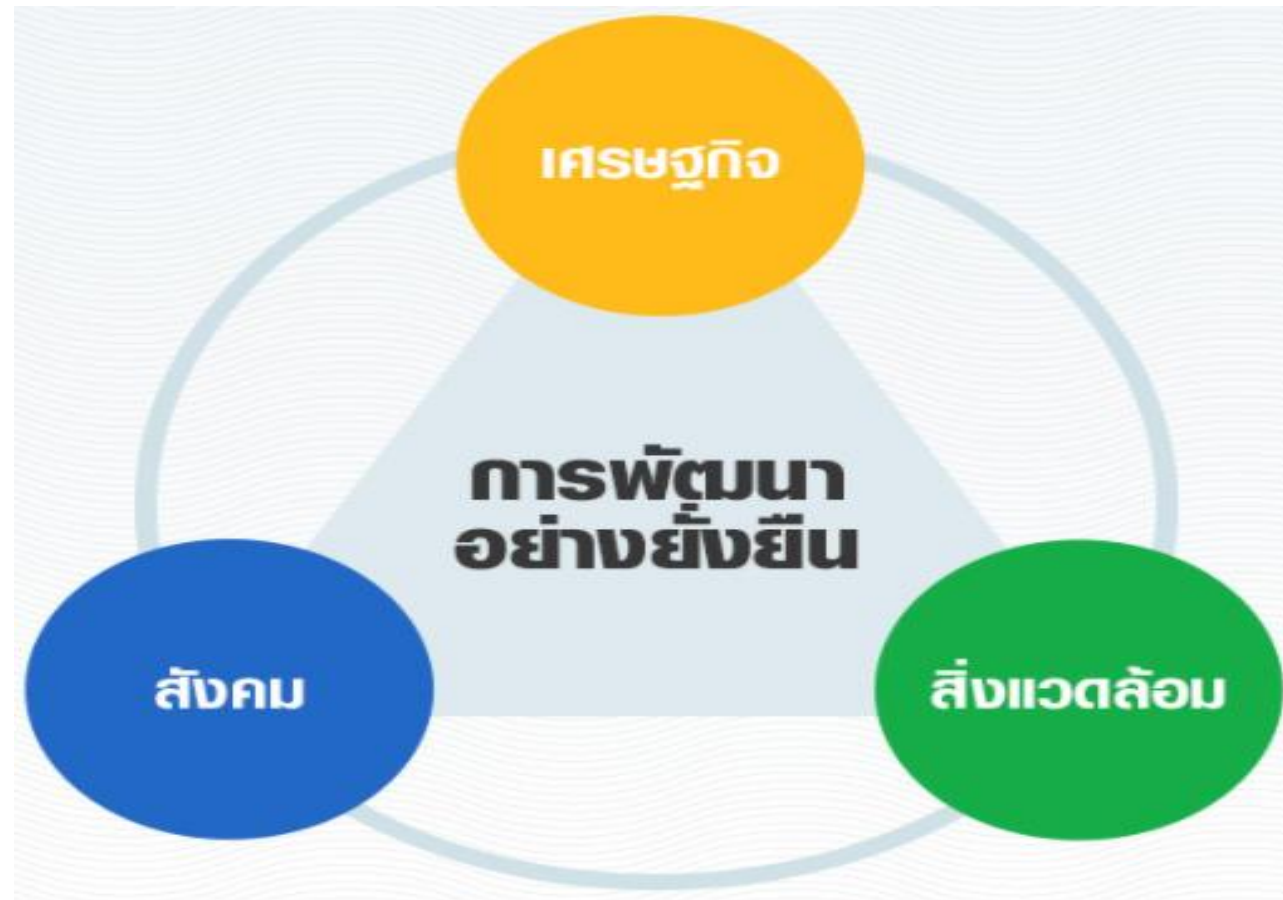 เศรษฐกิจ
การพัฒนา
อย่างยั่งยืน
สังคม
สิ่งแวดล้อม